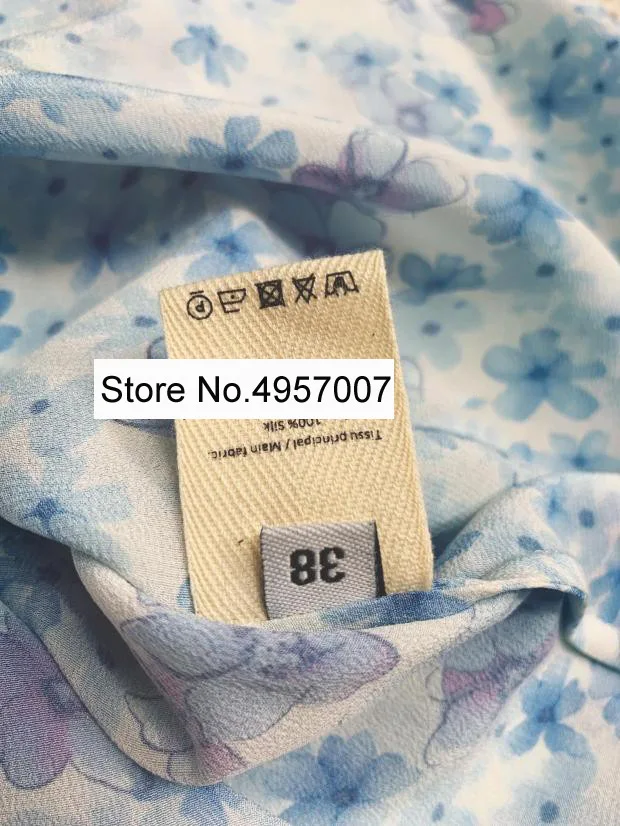 Store No.4957007
Tissu principal / Main fabric.
100% Silk
38